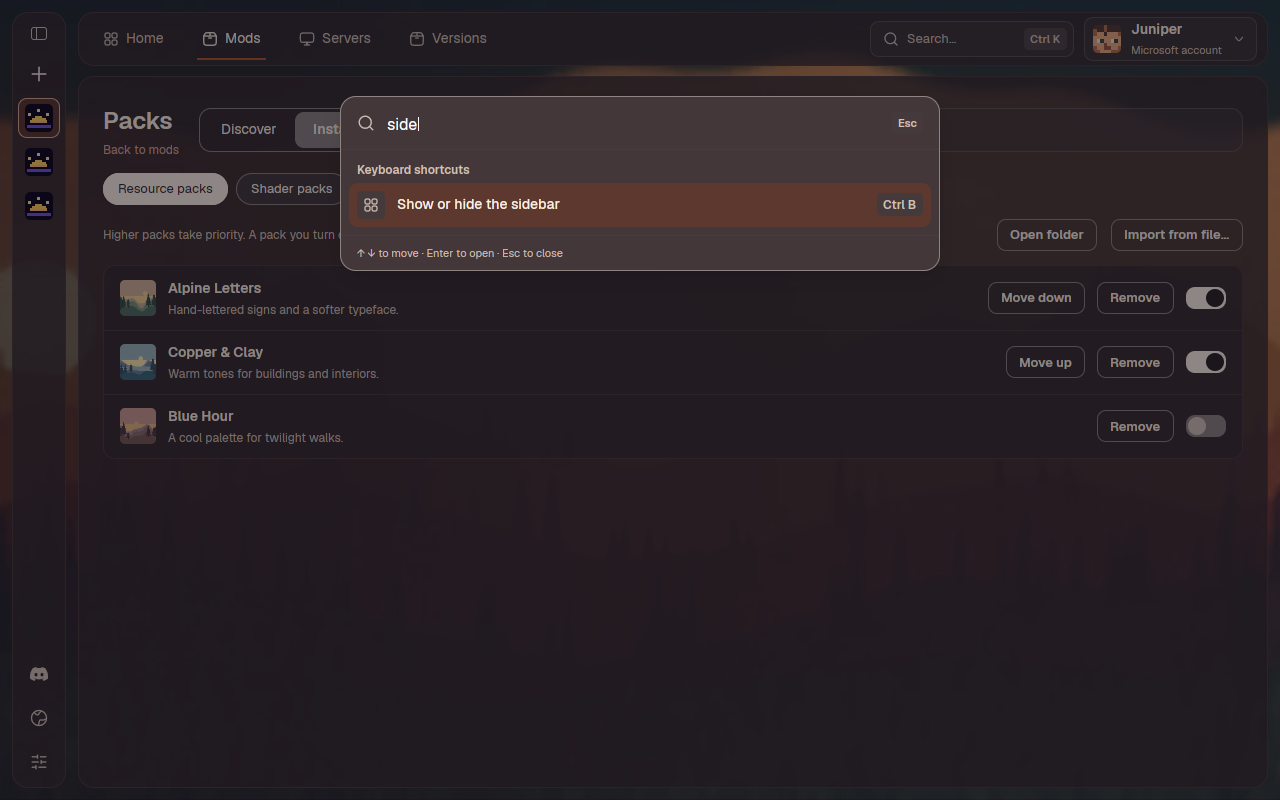 Home
Mods
Servers
Versions
Search...
Ctrl K
Juniper
Microsoft account
side
Esc
Keyboard shortcuts
Show or hide the sidebar
Ctrl B
↑↓ to move · Enter to open · Esc to close
Packs
Back to mods
Discover
Resource packs
Shader packs
Higher packs take priority. A pack you turn
Open folder
Import from file...
Alpine Letters
Hand-lettered signs and a softer typeface.
Move down
Remove
Copper & Clay
Warm tones for buildings and interiors.
Move up
Remove
Blue Hour
A cool palette for twilight walks.
Remove